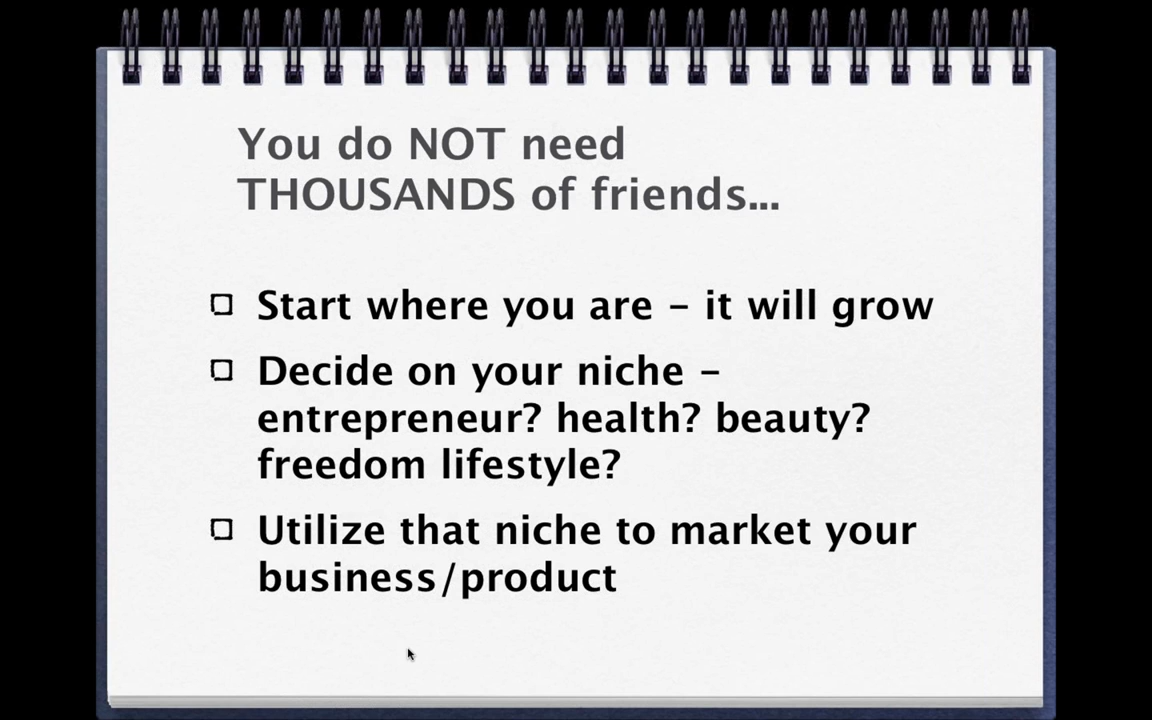 You do NOT need
THOUSANDS of friends...
Start where you are – it will grow
Decide on your niche –
entrepreneur? health? beauty?
freedom lifestyle?
Utilize that niche to market your
business/product